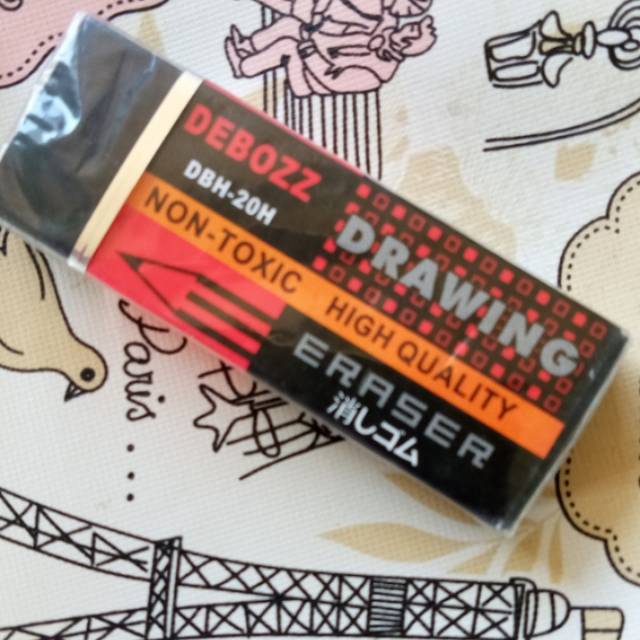 DEBOZZ
DBH-20H
DRAWING
NON-TOXIC HIGH QUALITY
ERASER
消しゴム
Paris...